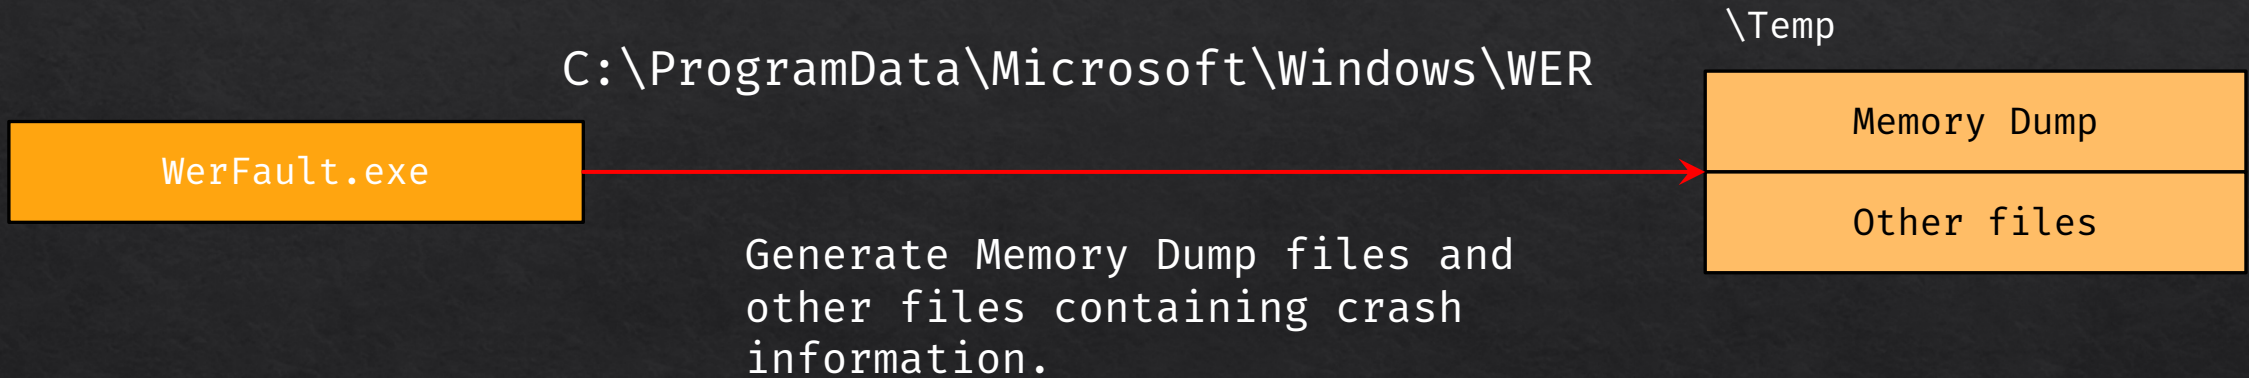 \Temp
C:\ProgramData\Microsoft\Windows\WER
Memory Dump
WerFault.exe
Other files
Generate Memory Dump files and
other files containing crash
information.